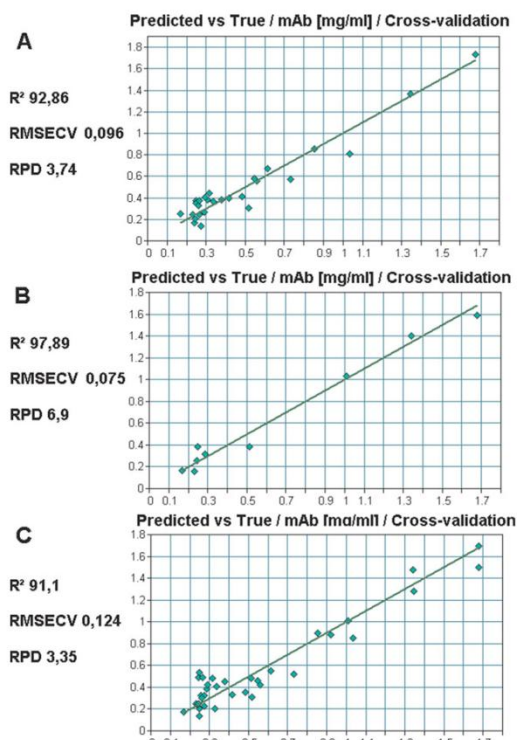 Predicted vs True / mAb [mg/ml] / Cross-validation
A
R² 92,86
RMSECV 0,096
RPD 3,74
1.8
1.6
1.4
1.2
1
0.8
0.6
0.4
0.2
0
0 0.1 0.3 0.5 0.7 0.9 1.1 1.3 1.4 1.5 1.7
Predicted vs True / mAb [mg/ml] / Cross-validation
B
R² 97,89
RMSECV 0,075
RPD 6,9
1.8
1.6
1.4
1.2
1
0.8
0.6
0.4
0.2
0
0 0.1 0.3 0.5 0.7 0.9 1.1 1.3 1.4 1.5 1.7
Predicted vs True / mAb [mg/ml] / Cross-validation
C
R² 91,1
RMSECV 0,124
RPD 3,35
1.8
1.6
1.4
1.2
1
0.8
0.6
0.4
0.2
0